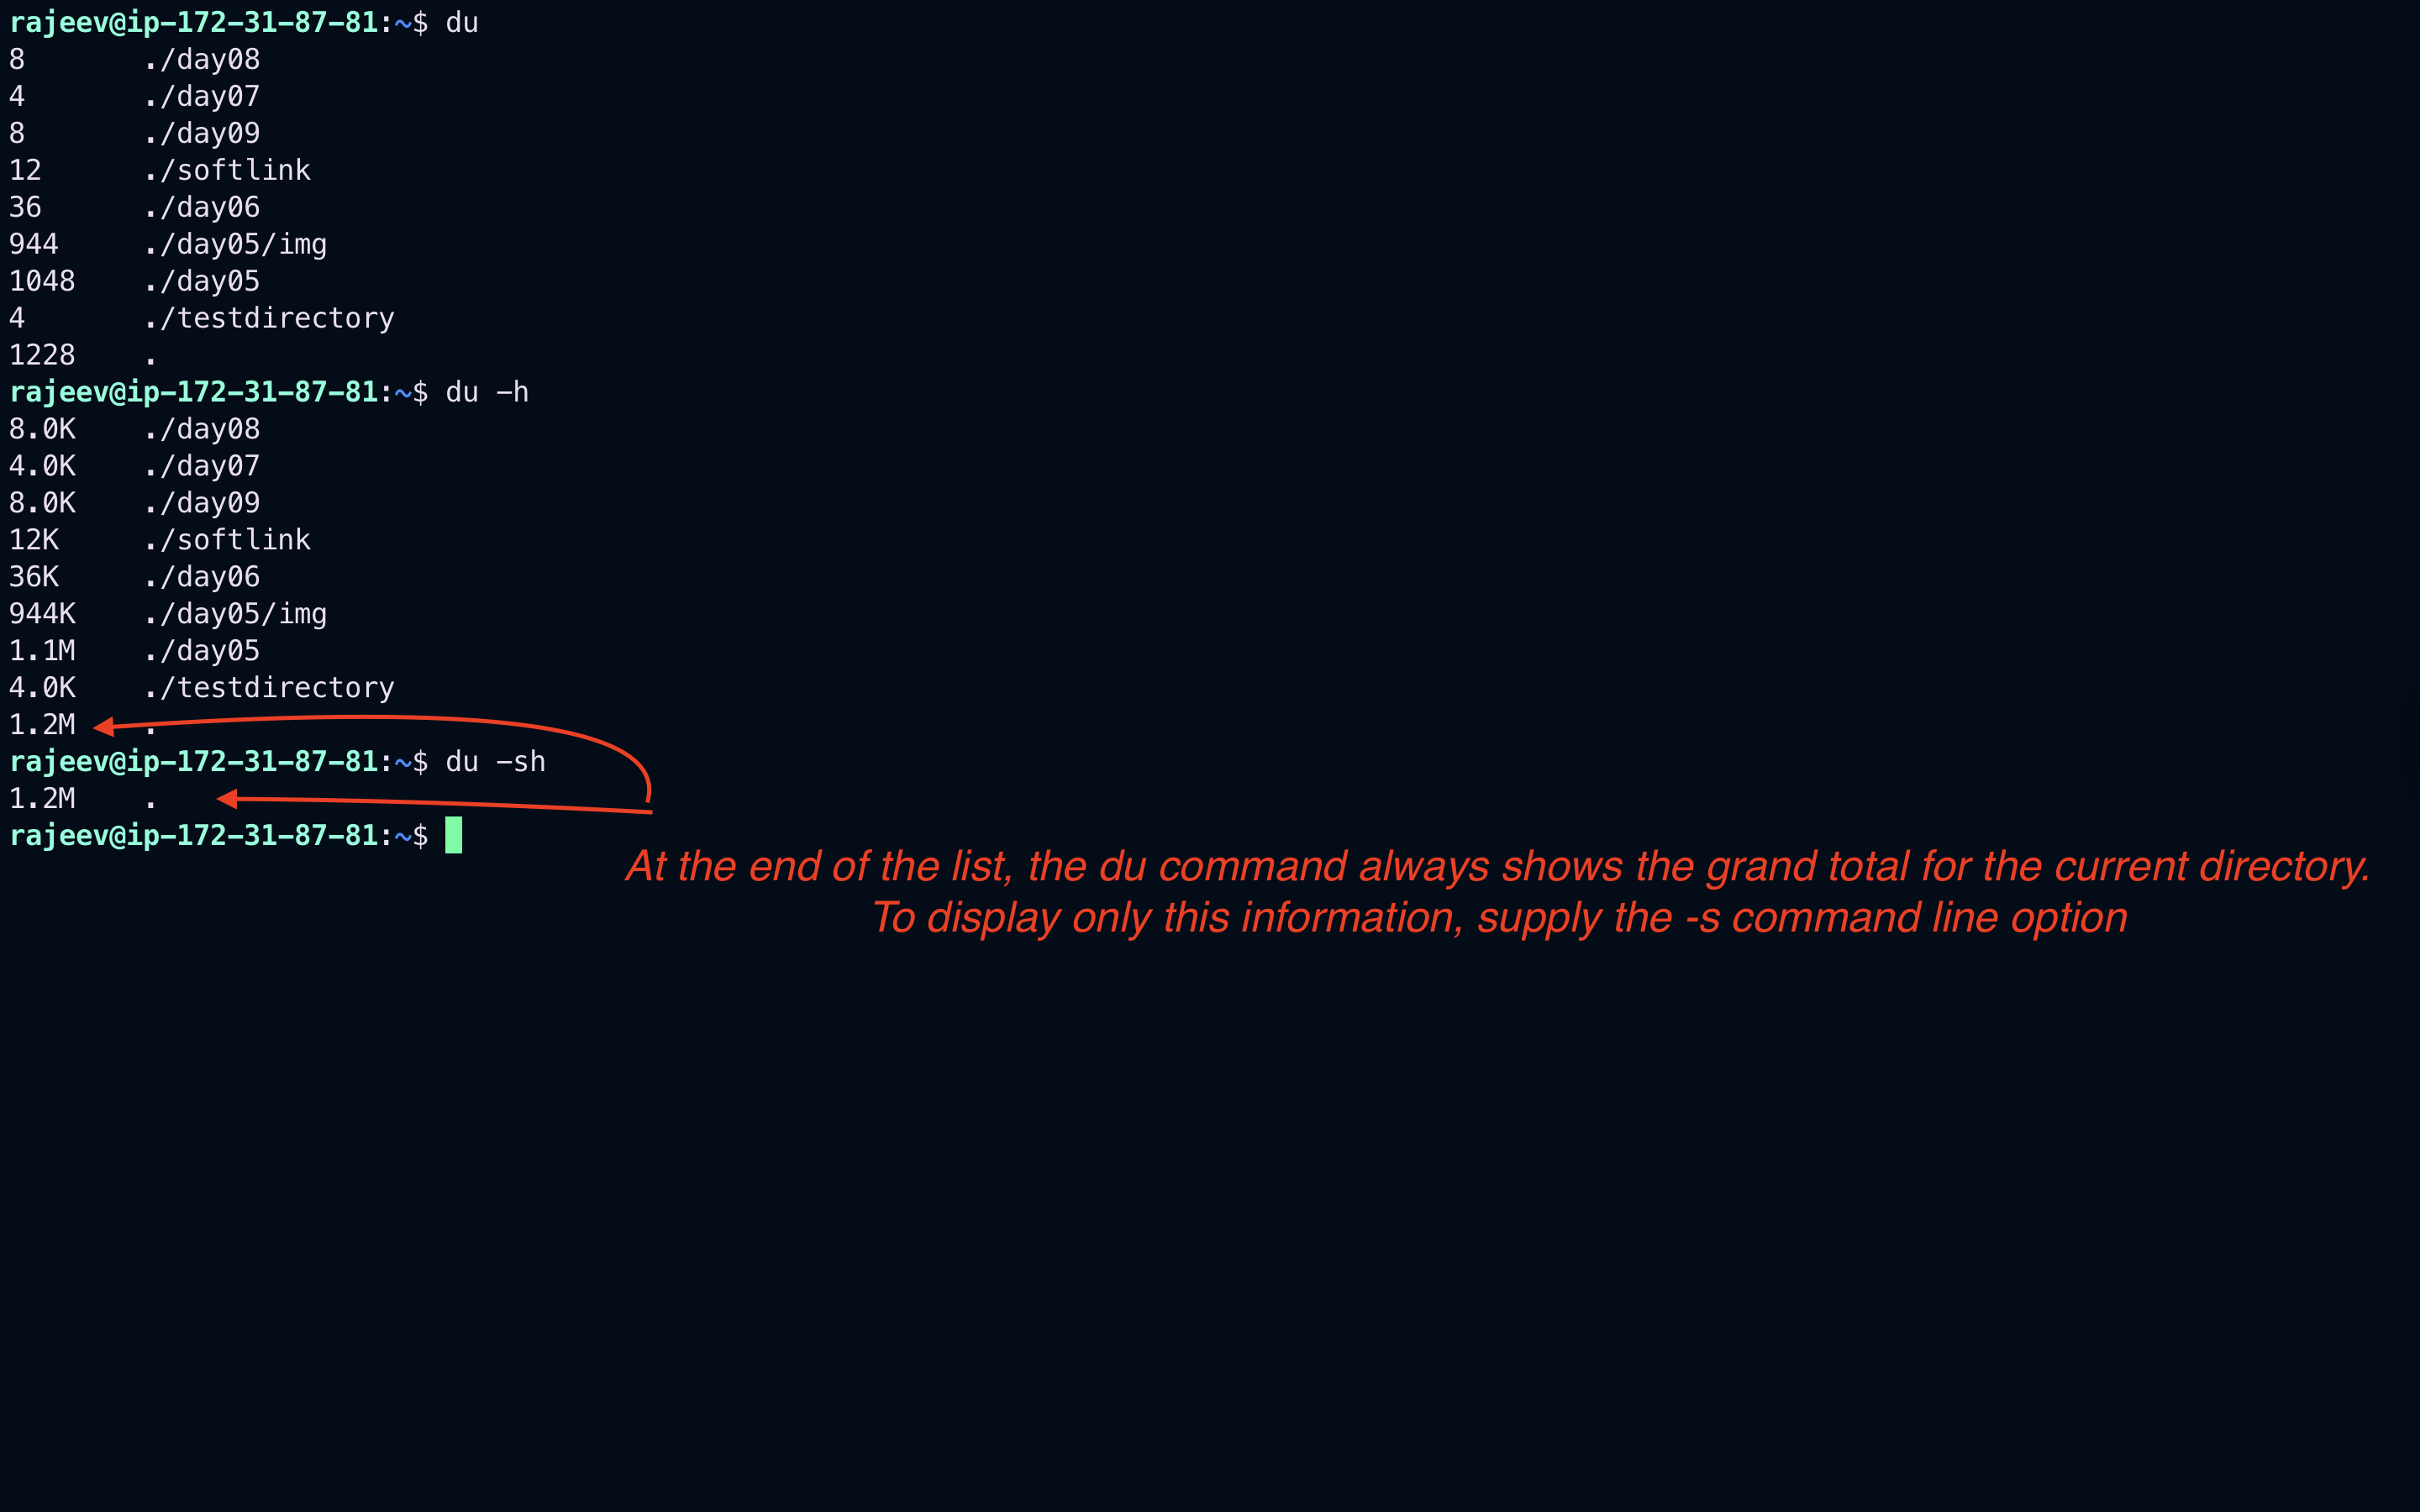 rajeev@ip-172-31-87-81:~$ du
8       ./day08
4       ./day07
8       ./day09
12      ./softlink
36      ./day06
944     ./day05/img
1048    ./day05
4       ./testdirectory
1228    .
rajeev@ip-172-31-87-81:~$ du -h
8.0K    ./day08
4.0K    ./day07
8.0K    ./day09
12K     ./softlink
36K     ./day06
944K    ./day05/img
1.1M    ./day05
4.0K    ./testdirectory
1.2M    .
rajeev@ip-172-31-87-81:~$ du -sh
1.2M    .
rajeev@ip-172-31-87-81:~$
At the end of the list, the du command always shows the grand total for the current directory.
To display only this information, supply the -s command line option